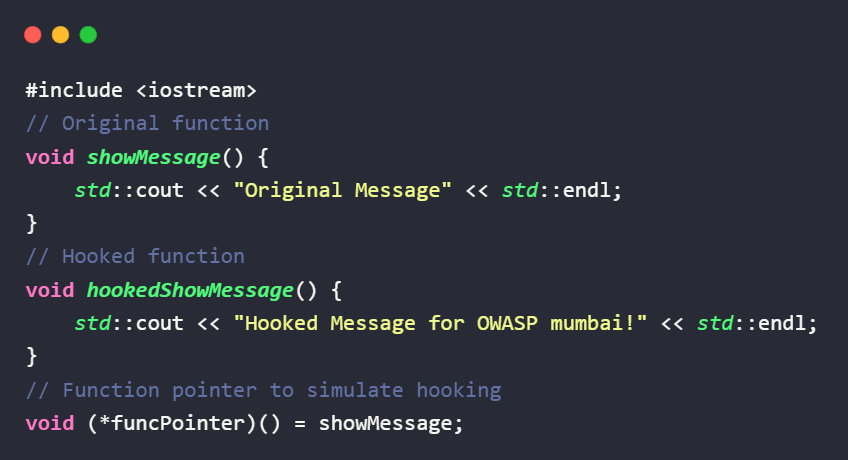 #include <iostream>
// Original function
void showMessage() {
    std::cout << "Original Message" << std::endl;
}
// Hooked function
void hookedShowMessage() {
    std::cout << "Hooked Message for OWASP mumbai!" << std::endl;
}
// Function pointer to simulate hooking
void (*funcPointer)() = showMessage;